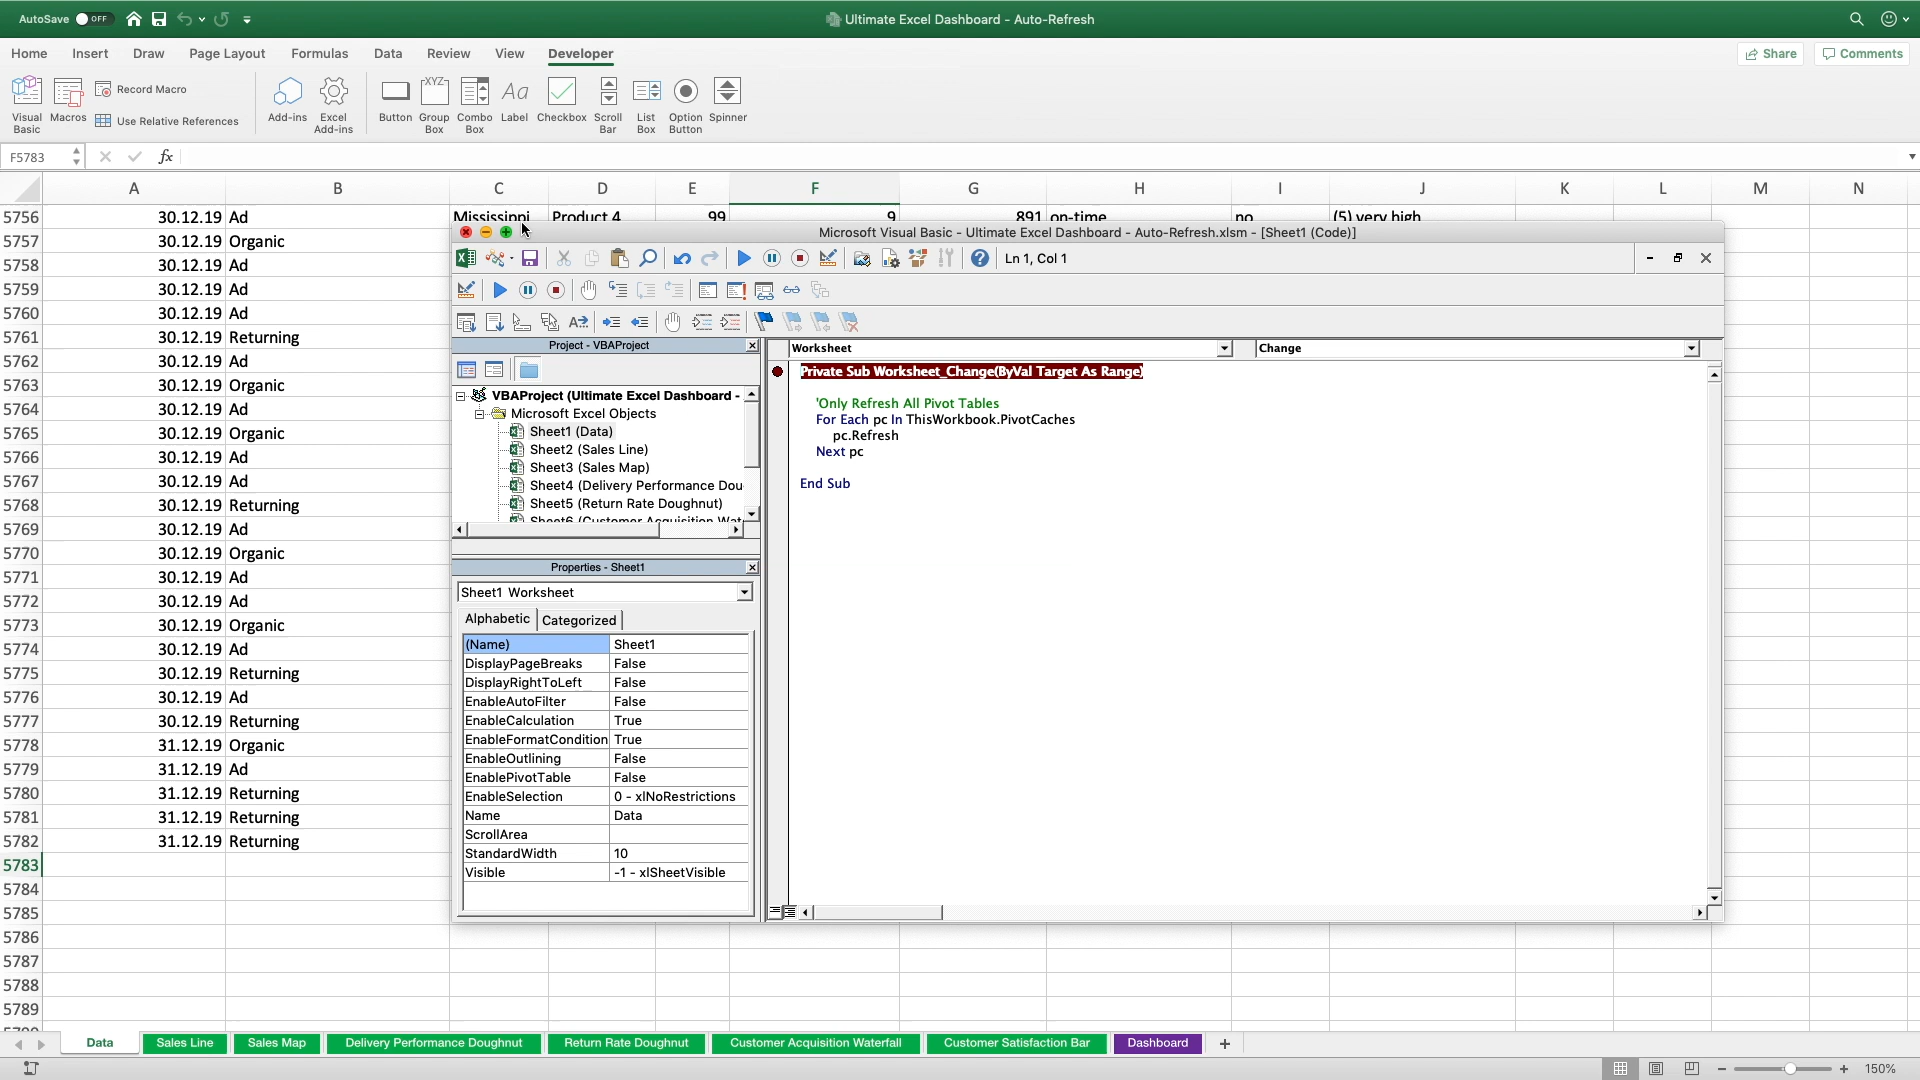 AutoSave OFF
Ultimate Excel Dashboard - Auto-Refresh
Home Insert Draw Page Layout Formulas Data Review View Developer
Share Comments
Visual Basic
Macros
Record Macro
Use Relative References
Add-ins
Excel Add-ins
Button
XYZ
Group Box
Combo Box
Aa
Label
Checkbox
Scroll Bar
List Box
Option Button
Spinner
F5783 fx
A B C D E F G H I J K L M N
5756 30.12.19 Ad Mississippi Product 4 99 9 891 on-time no (5) very high
5757 30.12.19 Organic
5758 30.12.19 Ad
5759 30.12.19 Ad
5760 30.12.19 Ad
5761 30.12.19 Returning
5762 30.12.19 Ad
5763 30.12.19 Organic
5764 30.12.19 Ad
5765 30.12.19 Organic
5766 30.12.19 Ad
5767 30.12.19 Ad
5768 30.12.19 Returning
5769 30.12.19 Ad
5770 30.12.19 Organic
5771 30.12.19 Ad
5772 30.12.19 Ad
5773 30.12.19 Organic
5774 30.12.19 Ad
5775 30.12.19 Returning
5776 30.12.19 Ad
5777 30.12.19 Returning
5778 31.12.19 Organic
5779 31.12.19 Ad
5780 31.12.19 Returning
5781 31.12.19 Returning
5782 31.12.19 Returning
5783
5784
5785
5786
5787
5788
5789
5790
Microsoft Visual Basic - Ultimate Excel Dashboard - Auto-Refresh.xlsm - [Sheet1 (Code)]
Ln 1, Col 1
Project - VBAProject
VBAProject (Ultimate Excel Dashboard -
Microsoft Excel Objects
Sheet1 (Data)
Sheet2 (Sales Line)
Sheet3 (Sales Map)
Sheet4 (Delivery Performance Dou
Sheet5 (Return Rate Doughnut)
Sheet6 (Customer Acquisition Wat
Properties - Sheet1
Sheet1 Worksheet
Alphabetic Categorized
(Name) Sheet1
DisplayPageBreaks False
DisplayRightToLeft False
EnableAutoFilter False
EnableCalculation True
EnableFormatCondition True
EnableOutlining False
EnablePivotTable False
EnableSelection 0 - xlNoRestrictions
Name Data
ScrollArea
StandardWidth 10
Visible -1 - xlSheetVisible
Worksheet Change
Private Sub Worksheet_Change(ByVal Target As Range)
'Only Refresh All Pivot Tables
For Each pc In ThisWorkbook.PivotCaches
pc.Refresh
Next pc
End Sub
Data Sales Line Sales Map Delivery Performance Doughnut Return Rate Doughnut Customer Acquisition Waterfall Customer Satisfaction Bar Dashboard +
150%